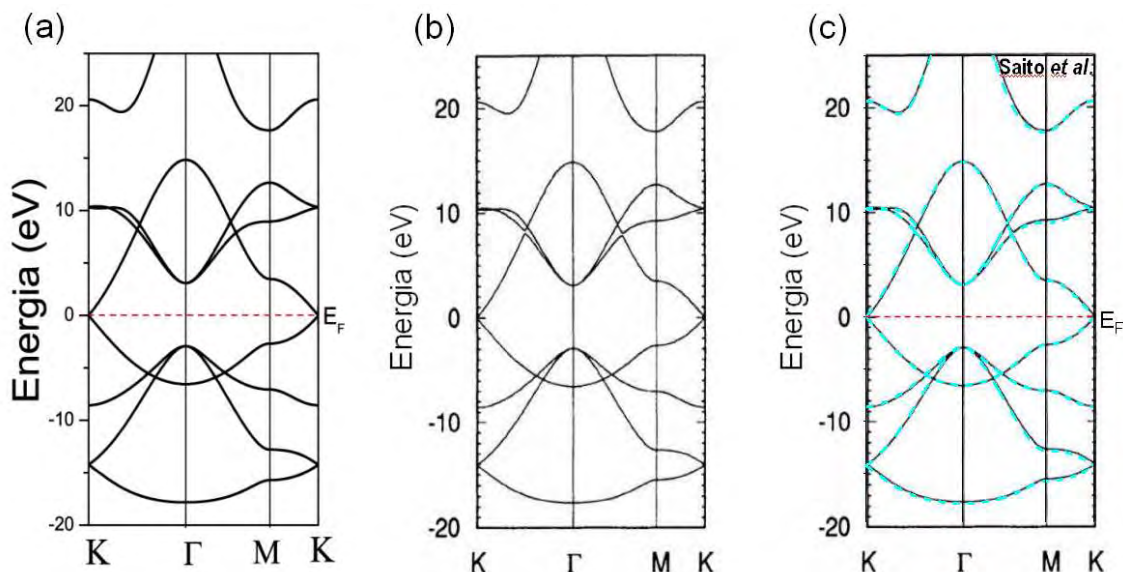 (a)
(b)
(c)
Energia (eV)
20
10
0
-10
-20
K
Γ
M
K
E_F
Energia (eV)
20
10
0
-10
-20
K
Γ
M
K
Saito et al.
Energia (eV)
20
10
0
-10
-20
K
Γ
M
K
E_F